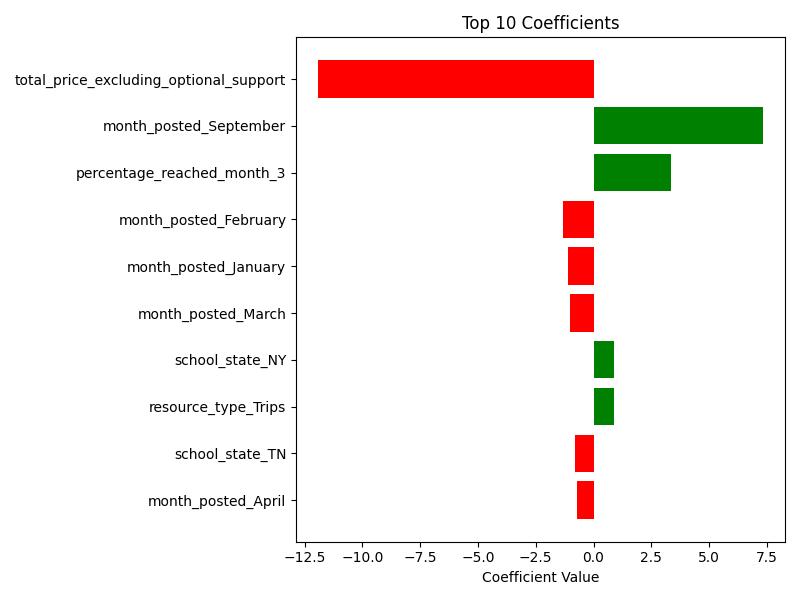 Top 10 Coefficients
total_price_excluding_optional_support
month_posted_September
percentage_reached_month_3
month_posted_February
month_posted_January
month_posted_March
school_state_NY
resource_type_Trips
school_state_TN
month_posted_April
−12.5 −10.0 −7.5 −5.0 −2.5 0.0 2.5 5.0 7.5
Coefficient Value